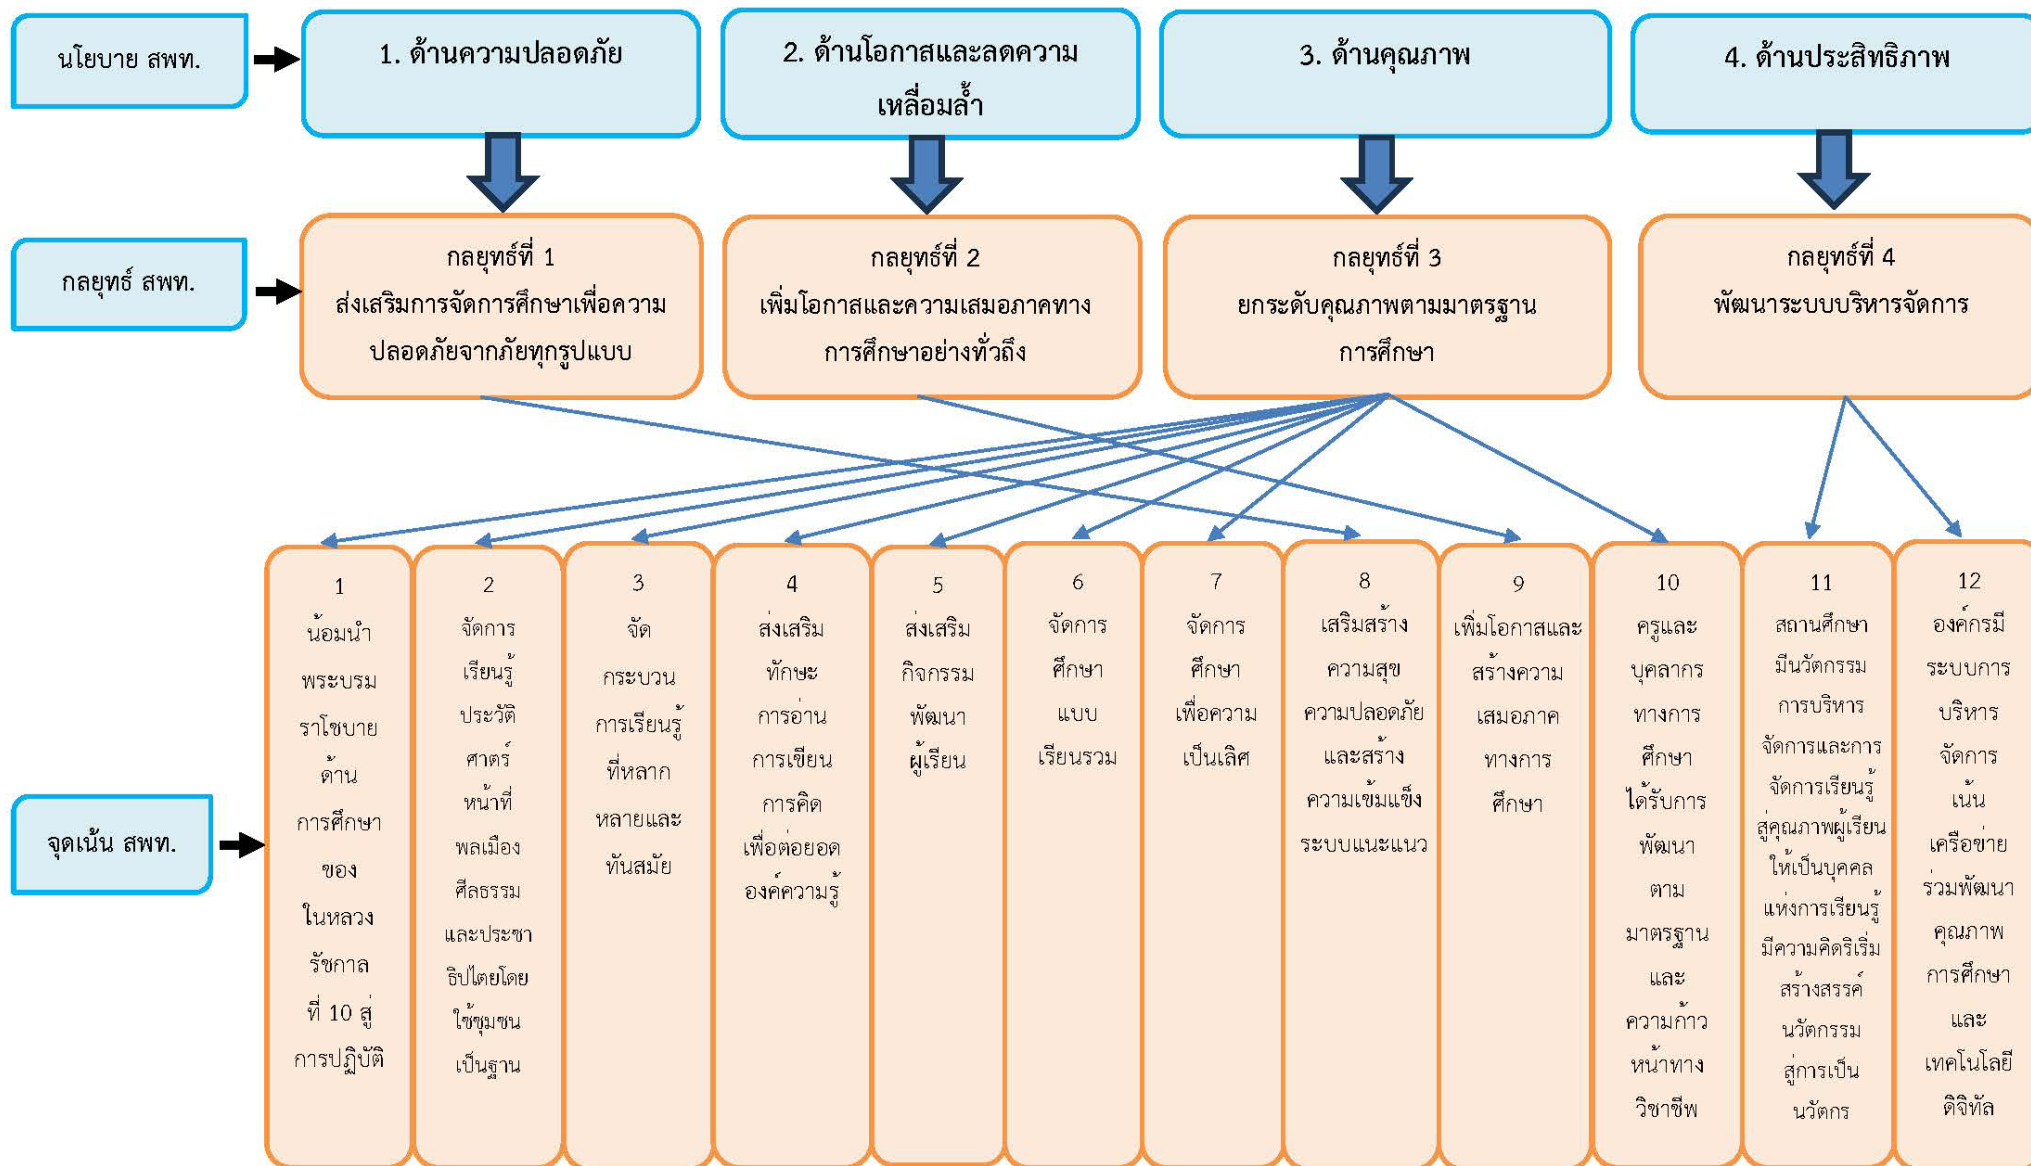 นโยบาย สพท.
1. ด้านความปลอดภัย
2. ด้านโอกาสและลดความ
เหลื่อมล้ำ
3. ด้านคุณภาพ
4. ด้านประสิทธิภาพ
กลยุทธ์ สพท.
กลยุทธ์ที่ 1
ส่งเสริมการจัดการศึกษาเพื่อความ
ปลอดภัยจากภัยทุกรูปแบบ
กลยุทธ์ที่ 2
เพิ่มโอกาสและความเสมอภาคทาง
การศึกษาอย่างทั่วถึง
กลยุทธ์ที่ 3
ยกระดับคุณภาพตามมาตรฐาน
การศึกษา
กลยุทธ์ที่ 4
พัฒนาระบบบริหารจัดการ
จุดเน้น สพท.
1
น้อมนำ
พระบรม
ราโชบาย
ด้าน
การศึกษา
ของ
ในหลวง
รัชกาล
ที่ 10 สู่
การปฏิบัติ
2
จัดการ
เรียนรู้
ประวัติ
ศาตร์
หน้าที่
พลเมือง
ศีลธรรม
และประชา
ธิปไตยโดย
ใช้ชุมชน
เป็นฐาน
3
จัด
กระบวน
การเรียนรู้
ที่หลาก
หลายและ
ทันสมัย
4
ส่งเสริม
ทักษะ
การอ่าน
การเขียน
การคิด
เพื่อต่อยอด
องค์ความรู้
5
ส่งเสริม
กิจกรรม
พัฒนา
ผู้เรียน
6
จัดการ
ศึกษา
แบบ
เรียนรวม
7
จัดการ
ศึกษา
เพื่อความ
เป็นเลิศ
8
เสริมสร้าง
ความสุข
ความปลอดภัย
และสร้าง
ความเข้มแข็ง
ระบบแนะแนว
9
เพิ่มโอกาสและ
สร้างความ
เสมอภาค
ทางการ
ศึกษา
10
ครูและ
บุคลากร
ทางการ
ศึกษา
ได้รับการ
พัฒนา
ตาม
มาตรฐาน
และ
ความก้าว
หน้าทาง
วิชาชีพ
11
สถานศึกษา
มีนวัตกรรม
การบริหาร
จัดการและการ
จัดการเรียนรู้
สู่คุณภาพผู้เรียน
ให้เป็นบุคคล
แห่งการเรียนรู้
มีความคิดริเริ่ม
สร้างสรรค์
นวัตกรรม
สู่การเป็น
นวัตกร
12
องค์กรมี
ระบบการ
บริหาร
จัดการ
เน้น
เครือข่าย
ร่วมพัฒนา
คุณภาพ
การศึกษา
และ
เทคโนโลยี
ดิจิทัล